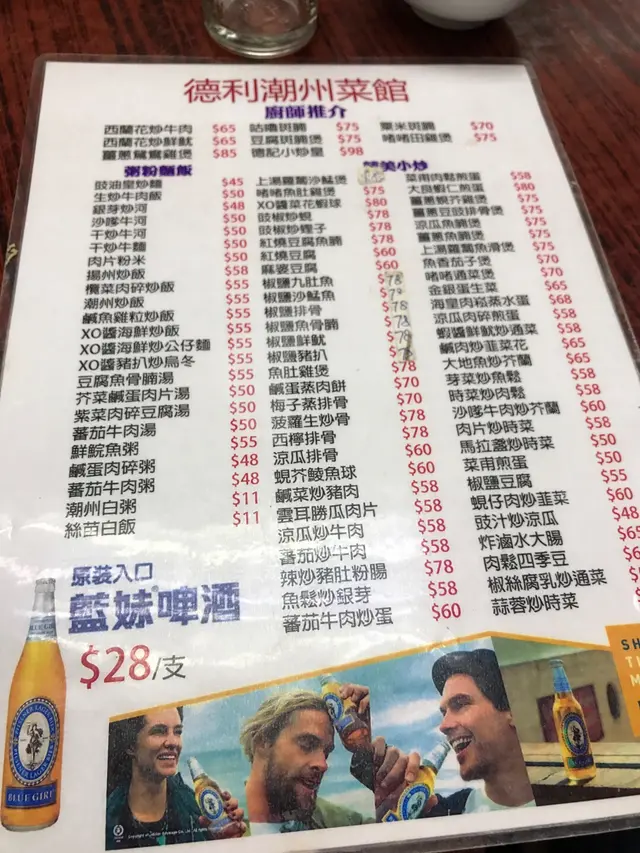 德利潮州菜館
廚師推介
西蘭花炒牛肉 $65 咕嚕斑腩 $75 粟米斑腩 $70
西蘭花炒鮮魷 $65 豆腐斑腩煲 $75 啫啫田雞煲 $75
薑蔥鴛鴦雞煲 $85 德記小炒皇 $98
粥粉麵飯
豉油皇炒麵 $45
生炒牛肉飯 $50
銀芽炒河 $48
沙嗲牛河 $50
干炒牛河 $50
干炒牛麵 $50
肉片粉米 $50
揚州炒飯 $58
欖菜肉碎炒飯 $55
潮州炒飯 $55
鹹魚雞粒炒飯 $55
XO醬海鮮炒飯 $55
XO醬海鮮炒公仔麵 $55
XO醬豬扒炒烏冬 $55
豆腐魚骨腩湯 $55
芥菜鹹蛋肉片湯 $50
紫菜肉碎豆腐湯 $50
蕃茄牛肉湯 $50
鮮鯇魚粥 $55
鹹蛋肉碎粥 $48
蕃茄牛肉粥 $48
潮州白粥 $11
絲苗白飯 $11
美小炒
上湯雞鴛沙猛煲
啫啫魚肚雞煲 $75
XO醬菜花蝦球 $80
豉椒炒蜆 $78
豉椒炒蟶子 $78
紅燒豆腐魚腩 $78
紅燒豆腐 $60
麻婆豆腐 $60
椒鹽九肚魚 78
椒鹽沙鯭魚
椒鹽排骨 78
椒鹽魚骨腩 78
椒鹽鮮魷
椒鹽豬扒
魚肚雞煲 $78
鹹蛋蒸肉餅 $70
梅子蒸排骨 $70
菠蘿生炒骨 $78
西檸排骨 $78
涼瓜排骨 $60
蜆芥鯪魚球 $60
鹹菜炒豬肉 $58
雲耳勝瓜肉片 $58
涼瓜炒牛肉 $58
蕃茄炒牛肉 $58
辣炒豬肚粉腸 $78
魚鬆炒銀芽 $58
蕃茄牛肉炒蛋 $60
菜甫肉鬆煎蛋 $58
大良蝦仁煎蛋 $80
薑蔥蜆芥雞煲 $75
薑蔥豆豉排骨煲 $75
涼瓜魚腩煲 $75
薑蔥魚腩煲 $75
上湯雞鴛魚滑煲 $75
魚香茄子煲 $70
啫啫通菜煲 $70
金銀蛋生菜 $65
海皇肉崧蒸水蛋 $68
涼瓜肉碎煎蛋 $58
蝦醬鮮魷炒通菜 $58
鹹肉炒韮菜花 $65
大地魚炒芥蘭 $65
芽菜炒魚鬆 $58
時菜炒肉鬆 $58
沙嗲牛肉炒芥蘭 $60
肉片炒時菜 $58
馬拉盞炒時菜 $50
菜甫煎蛋 $50
椒鹽豆腐 $55
蜆仔肉炒韮菜 $60
豉汁炒涼瓜 $48
炸滷水大腸
肉鬆四季豆
椒絲腐乳炒通菜
蒜蓉炒時菜
原裝入口
藍妹啤酒
$28/支
BLUE GIRL